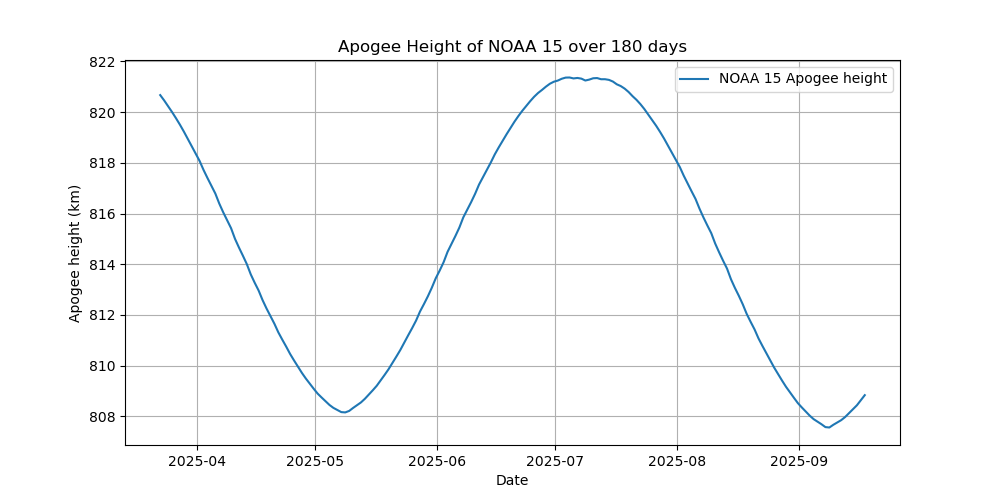 Apogee Height of NOAA 15 over 180 days
NOAA 15 Apogee height
Apogee height (km)
822
820
818
816
814
812
810
808
2025-04 2025-05 2025-06 2025-07 2025-08 2025-09
Date